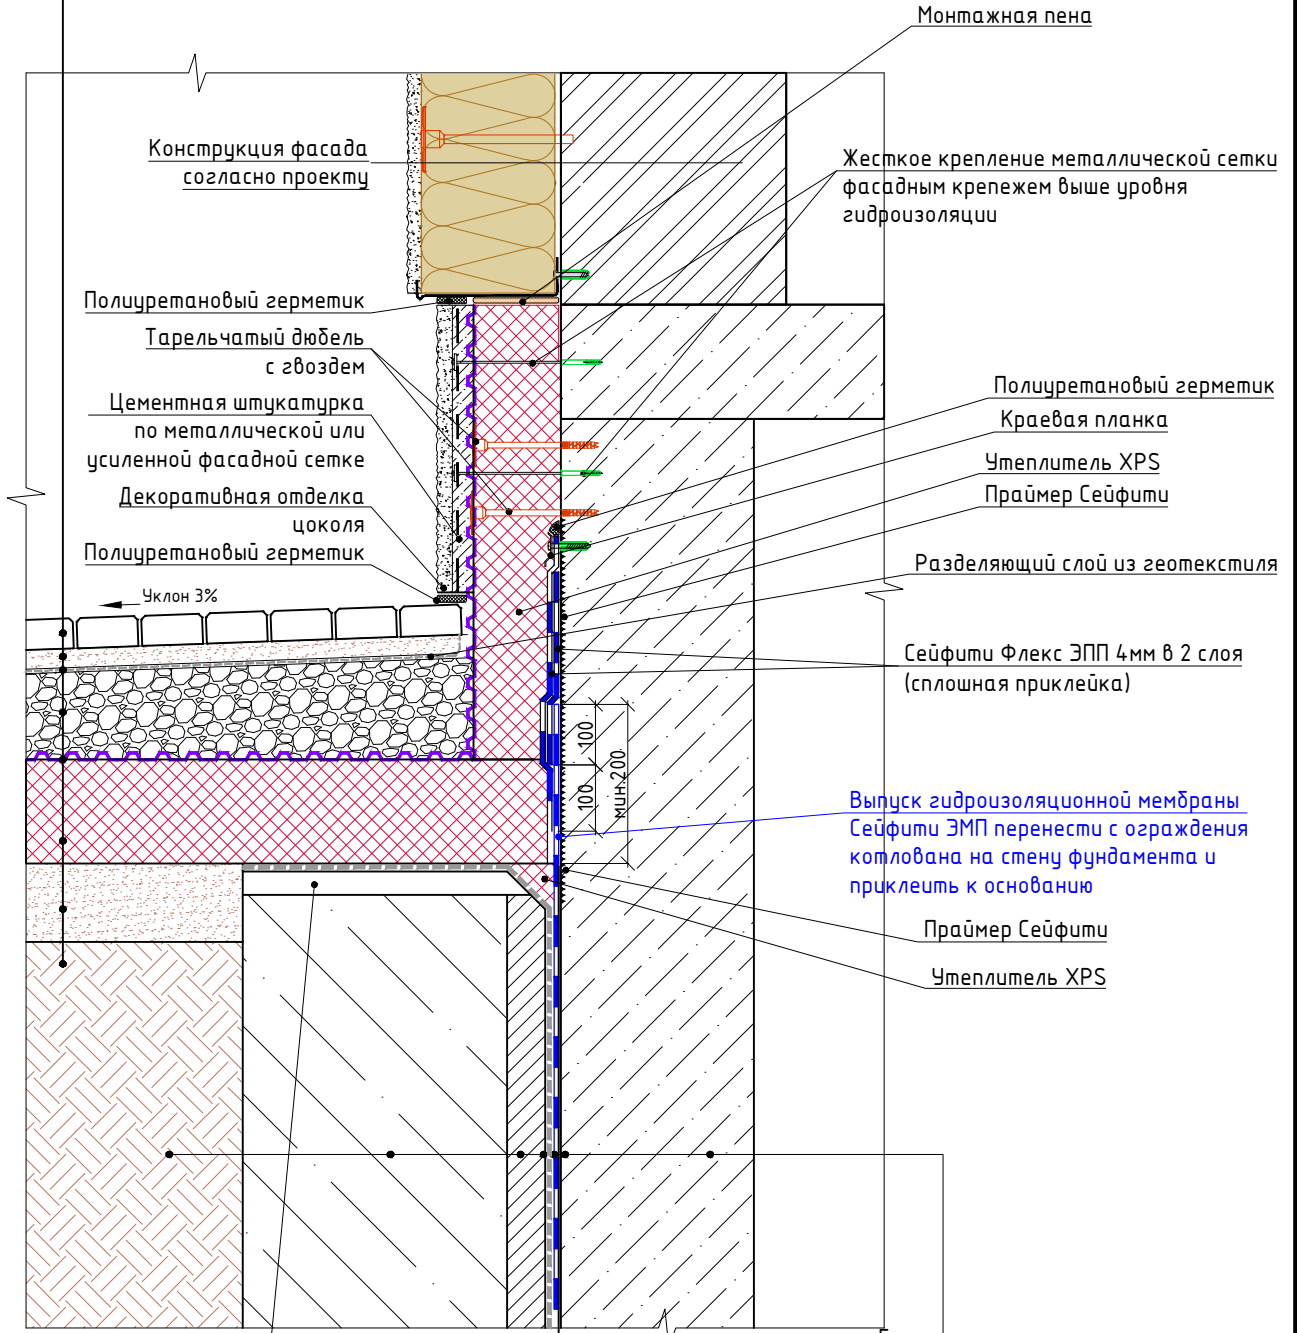 Монтажная пена
Конструкция фасада
согласно проекту
Жесткое крепление металлической сетки
фасадным крепежем выше уровня
гидроизоляции
Полиуретановый герметик
Тарельчатый дюбель
с гвоздем
Цементная штукатурка
по металлической или
усиленной фасадной сетке
Декоративная отделка
цоколя
Полиуретановый герметик
Уклон 3%
Полиуретановый герметик
Краевая планка
Утеплитель XPS
Праймер Сейфити
Разделяющий слой из геотекстиля
Сейфити Флекс ЭПП 4мм в 2 слоя
(сплошная приклейка)
100
100
мин.200
Выпуск гидроизоляционной мембраны
Сейфити ЭМП перенести с ограждения
котлована на стену фундамента и
приклеить к основанию
Праймер Сейфити
Утеплитель XPS